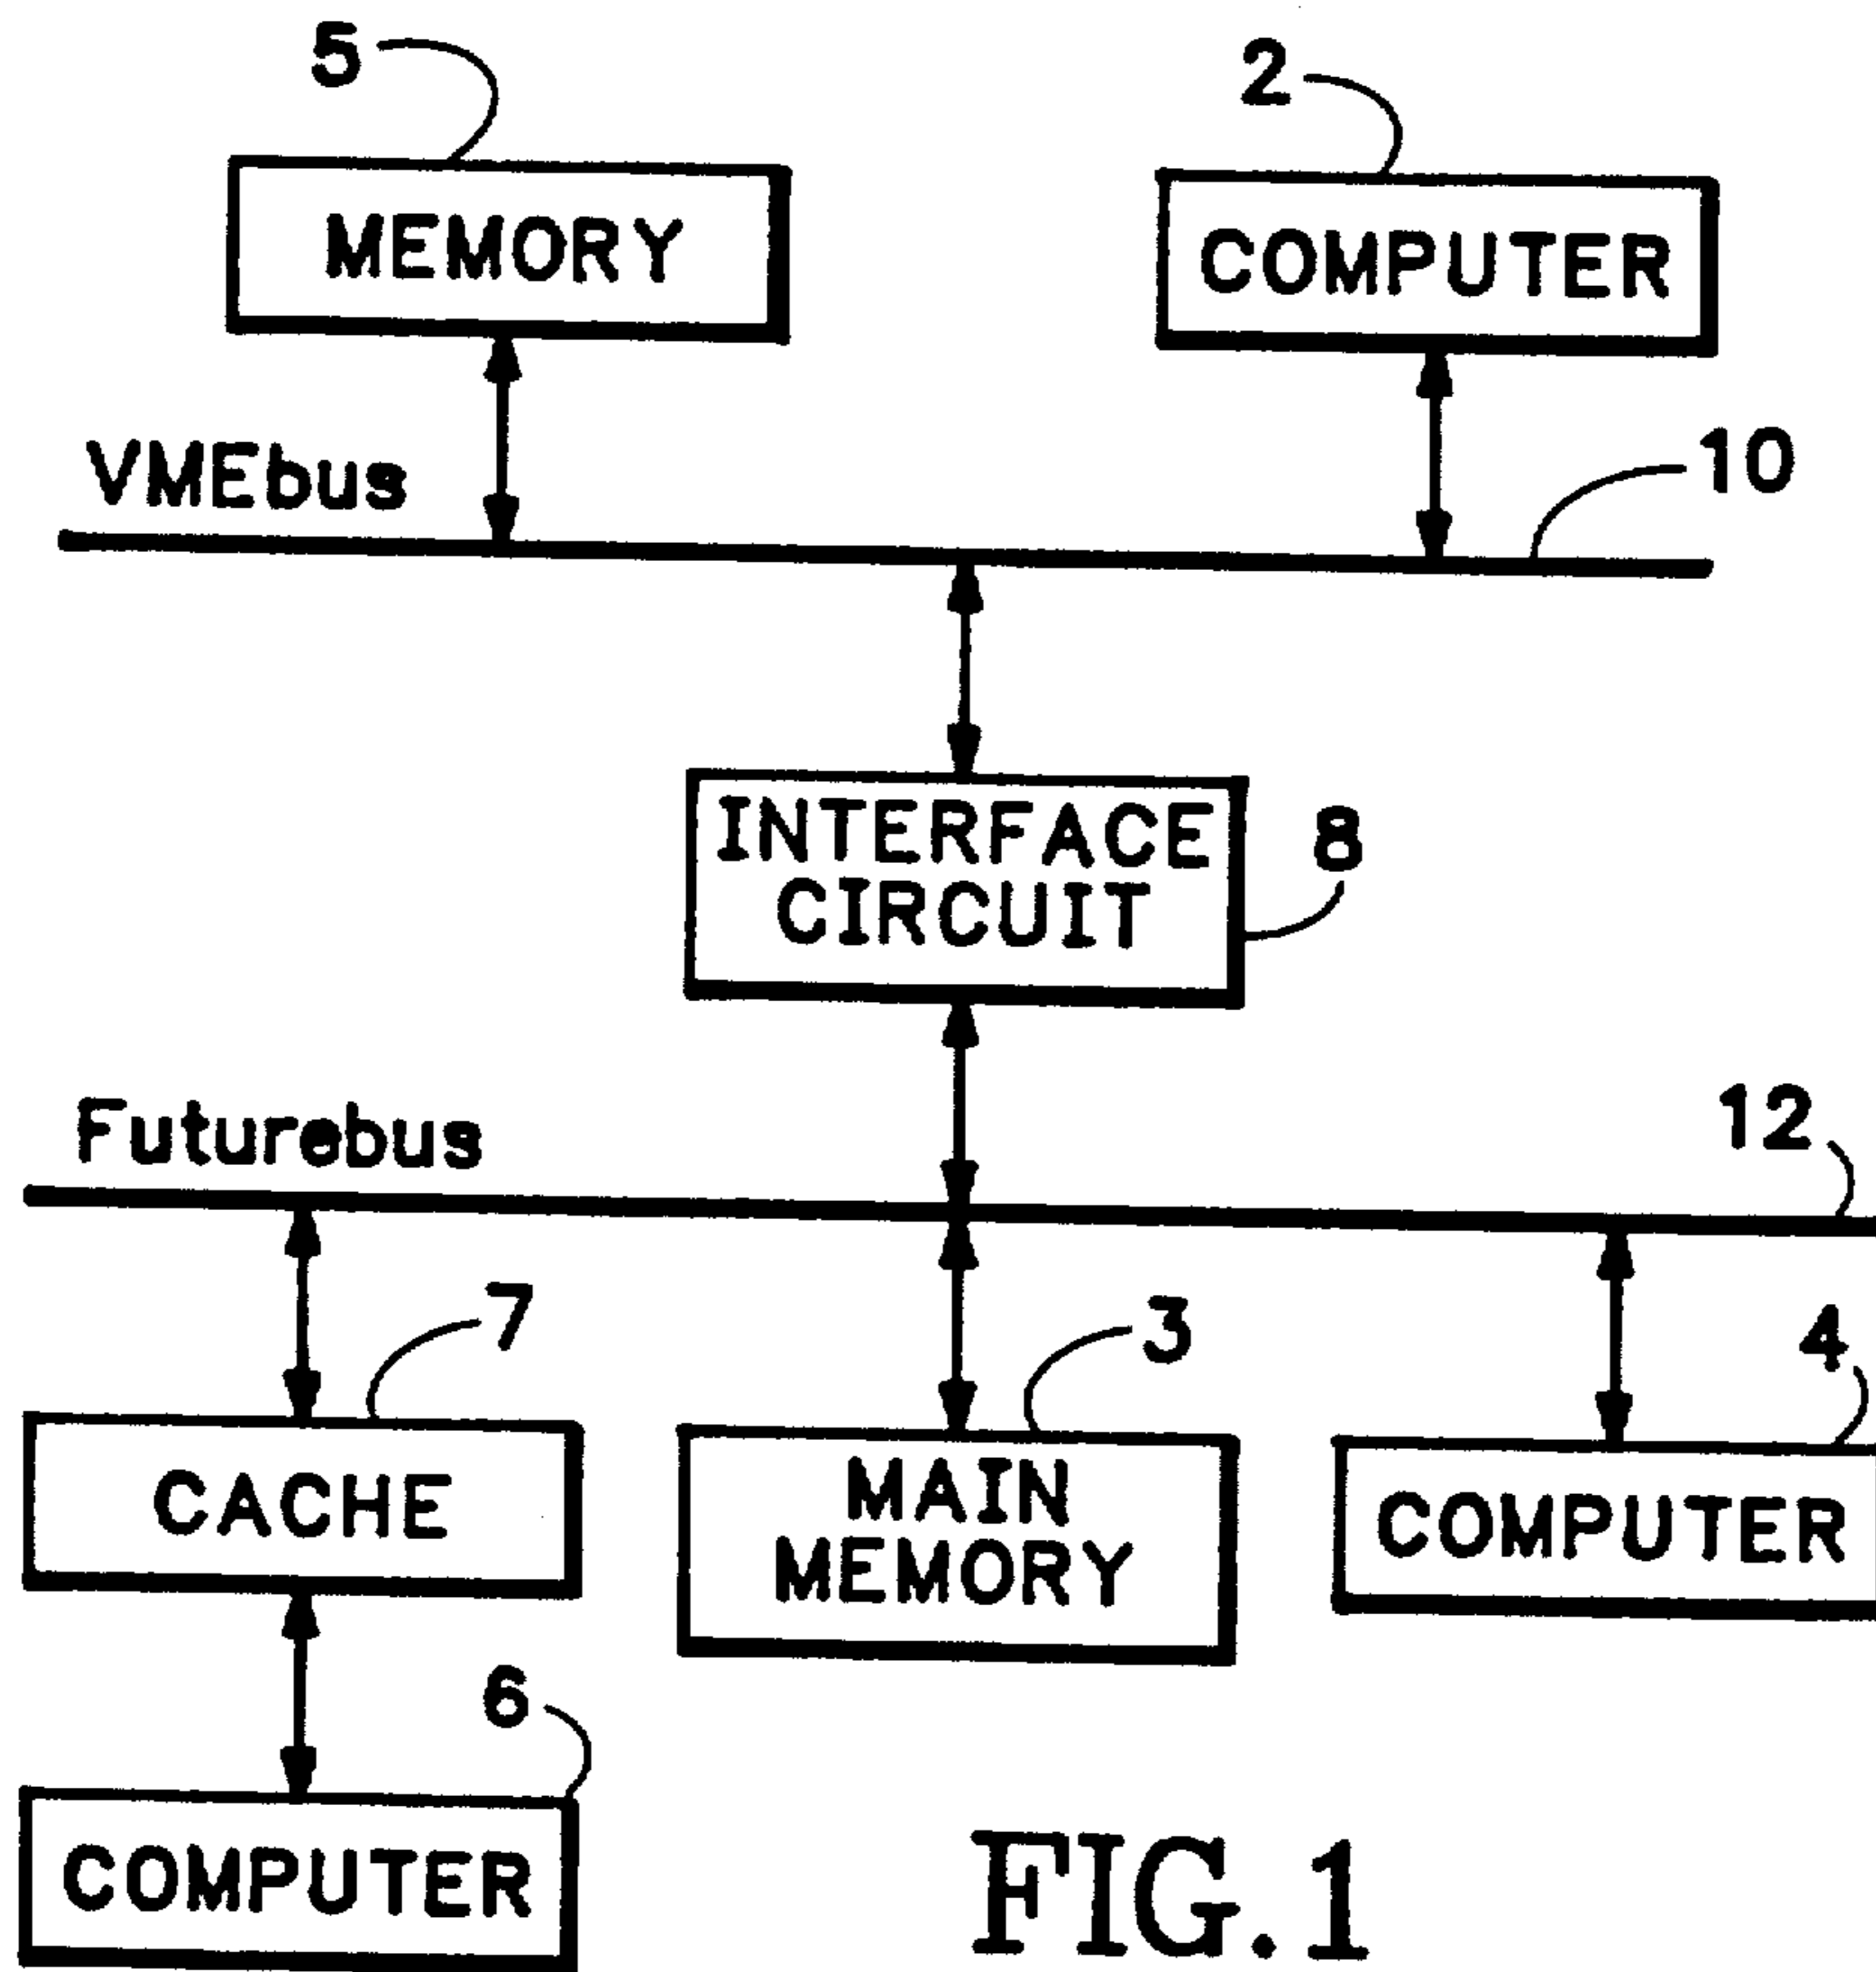 5
2
MEMORY
COMPUTER
VMEbus
10
INTERFACE
CIRCUIT
8
Futurebus
12
7
3
4
CACHE
MAIN
MEMORY
COMPUTER
6
COMPUTER
FIG.1